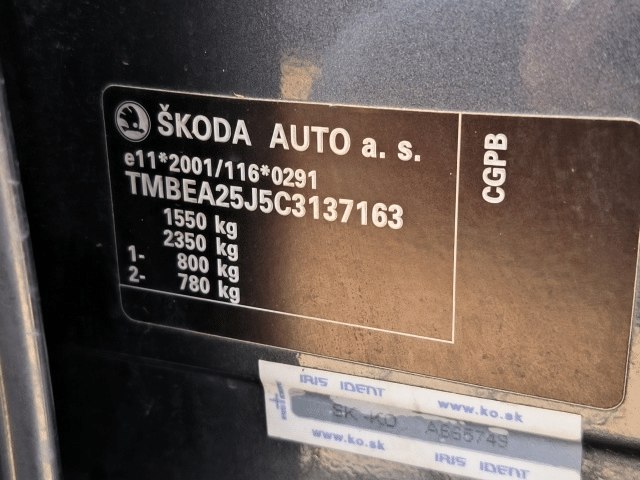 ŠKODA AUTO a. s.
e11*2001/116*0291
TMBEA25J5C3137163
1550 kg
2350 kg
1- 800 kg
2- 780 kg
CGPB
IRIS IDENT www.ko.sk
SK-KO
www.ko.sk IRIS IDENT